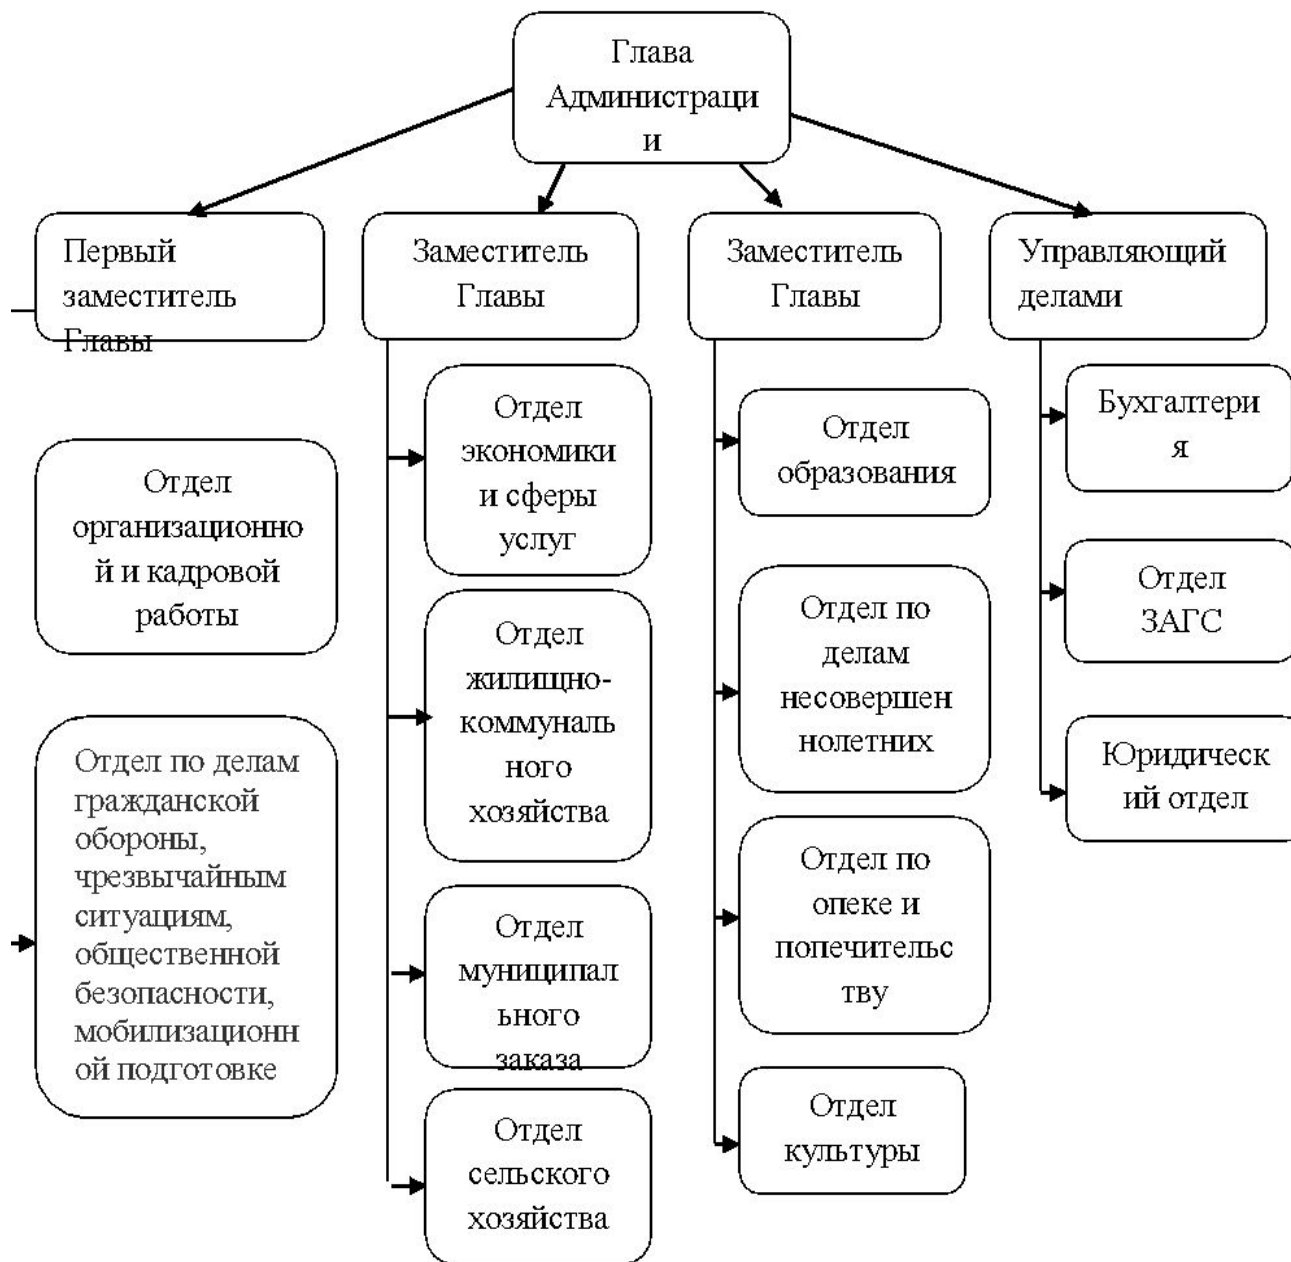 Глава
Администраци
и
Первый
заместитель
Главы
Заместитель
Главы
Заместитель
Главы
Управляющий
делами
Отдел
организационно
й и кадровой
работы
Отдел по делам
гражданской
обороны,
чрезвычайным
ситуациям,
общественной
безопасности,
мобилизационн
ой подготовке
Отдел
экономики
и сферы
услуг
Отдел
жилищно-
коммуналь
ного
хозяйства
Отдел
муниципал
ьного
заказа
Отдел
сельского
хозяйства
Отдел
образования
Отдел по
делам
несовершен
нолетних
Отдел по
опеке и
попечительс
тву
Отдел
культуры
Бухгалтери
я
Отдел
ЗАГС
Юридическ
ий отдел